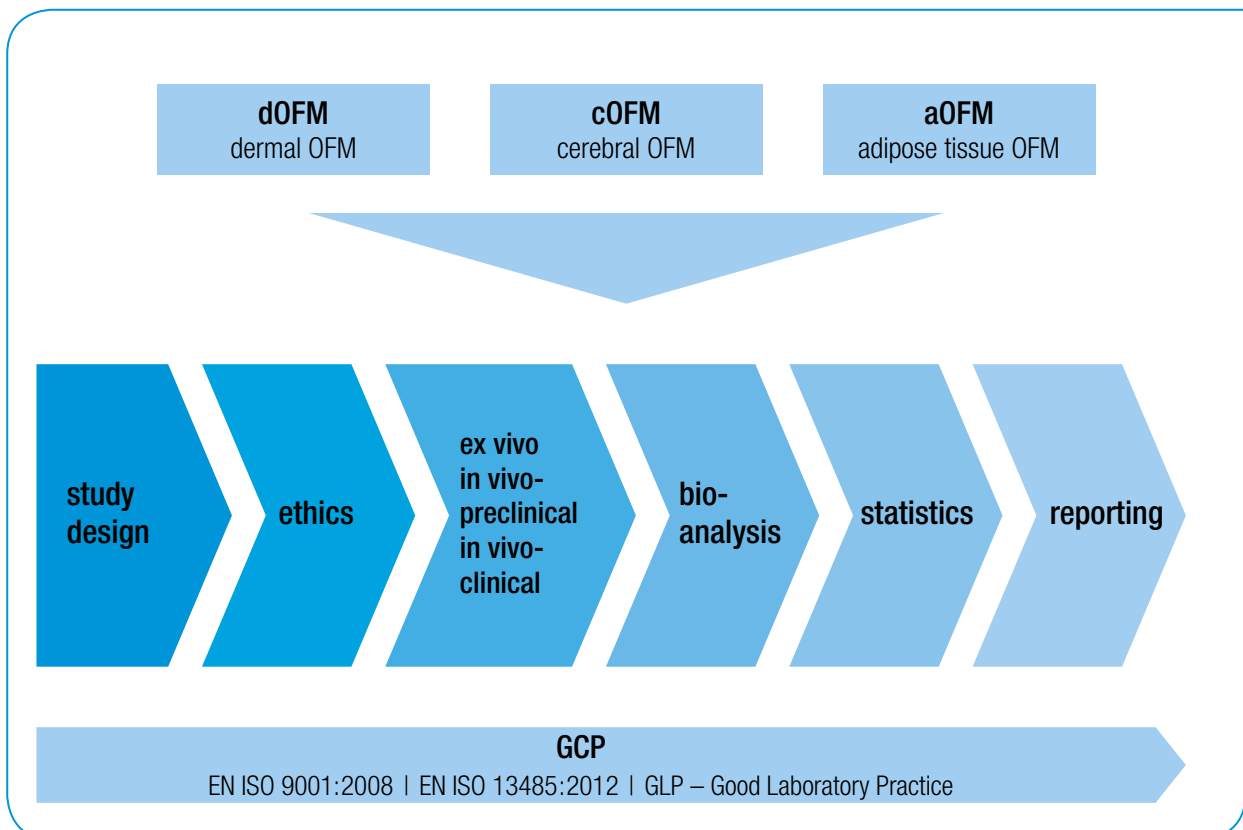 dOFM
dermal OFM
cOFM
cerebral OFM
aOFM
adipose tissue OFM
study
design
ethics
ex vivo
in vivo-
preclinical
in vivo-
clinical
bio-
analysis
statistics
reporting
GCP
EN ISO 9001:2008 | EN ISO 13485:2012 | GLP – Good Laboratory Practice